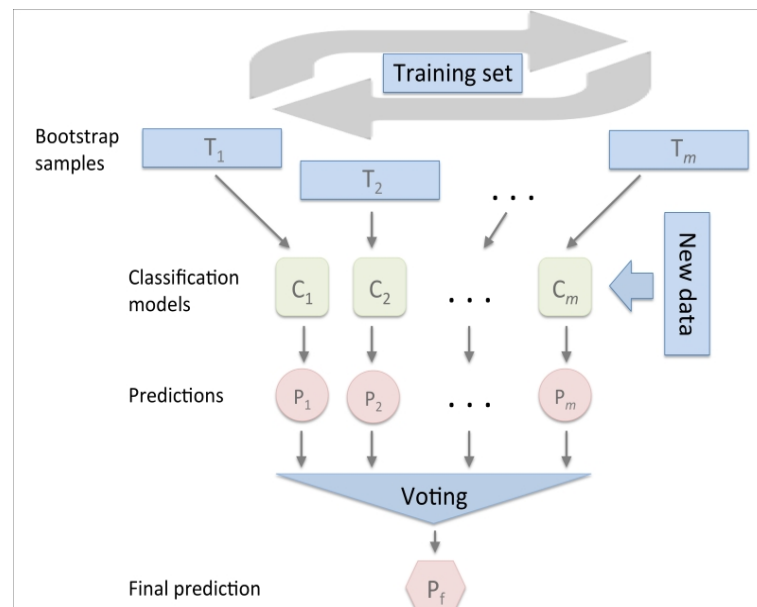 Training set
Bootstrap
samples
T1
T2
. . .
Tm
Classification
models
C1
C2
. . .
Cm
New data
Predictions
P1
P2
. . .
Pm
Voting
Final prediction
Pf